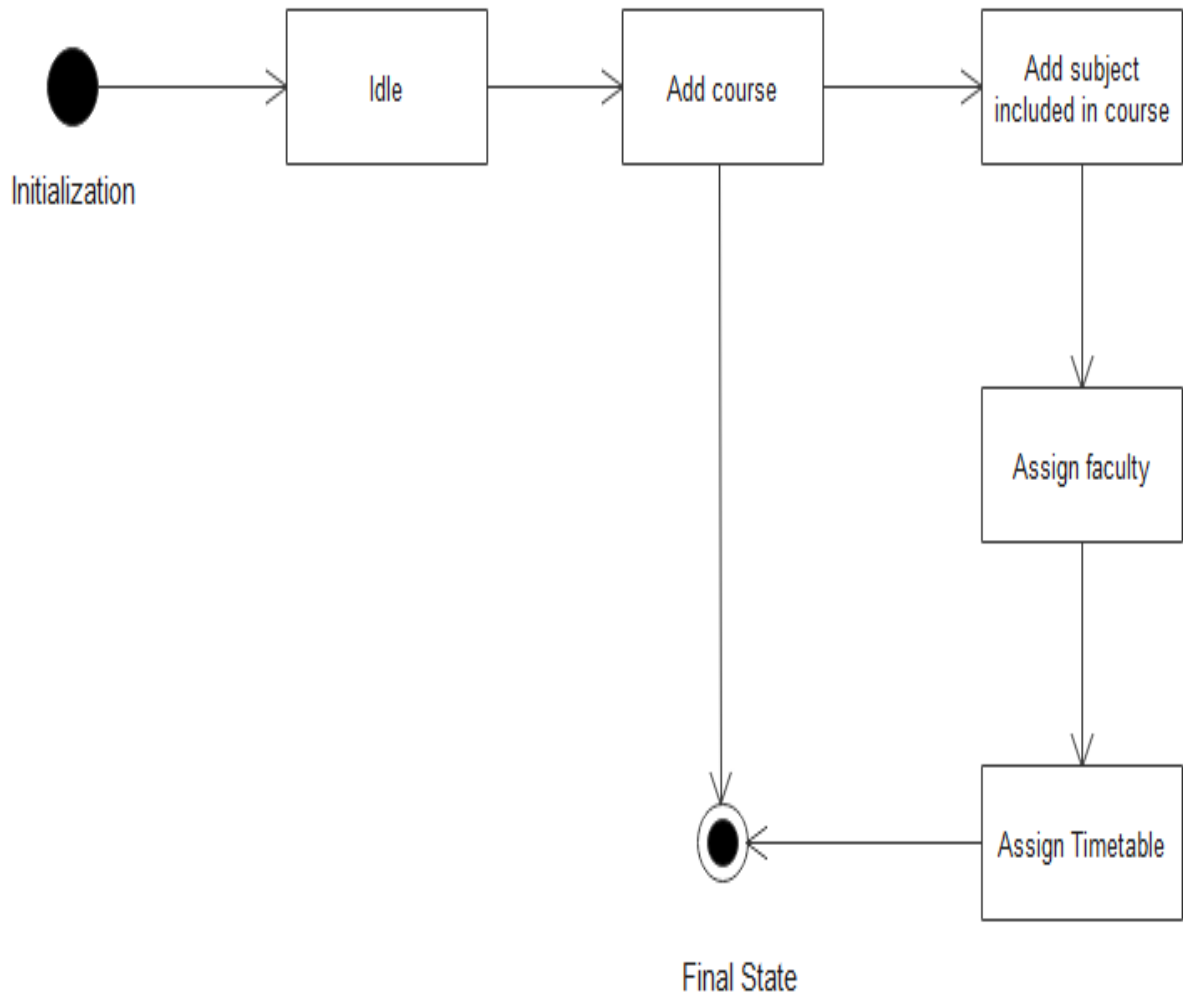 Idle
Add course
Add subject
included in course
Initialization
Assign faculty
Assign Timetable
Final State